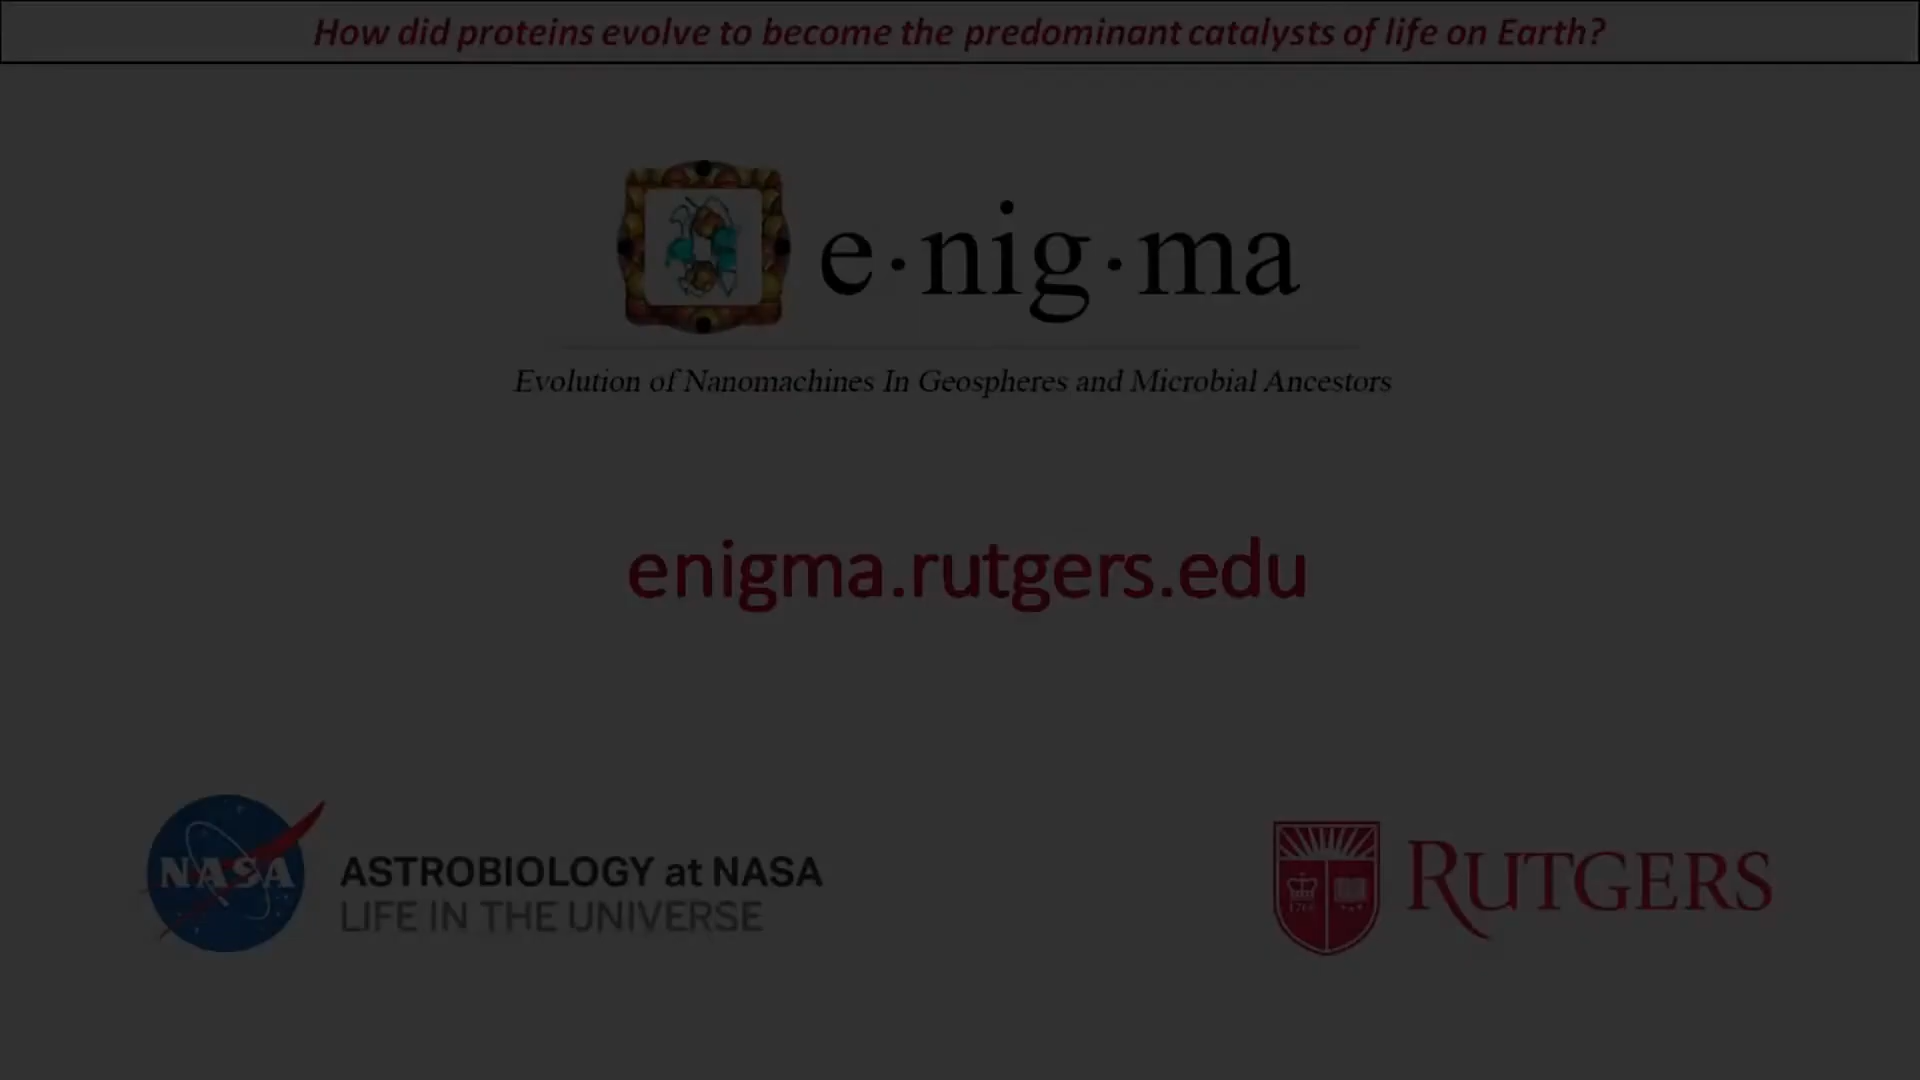 How did proteins evolve to become the predominant catalysts of life on Earth?
e·nig·ma
Evolution of Nanomachines In Geospheres and Microbial Ancestors
enigma.rutgers.edu
NASA
ASTROBIOLOGY at NASA
LIFE IN THE UNIVERSE
1766
RUTGERS